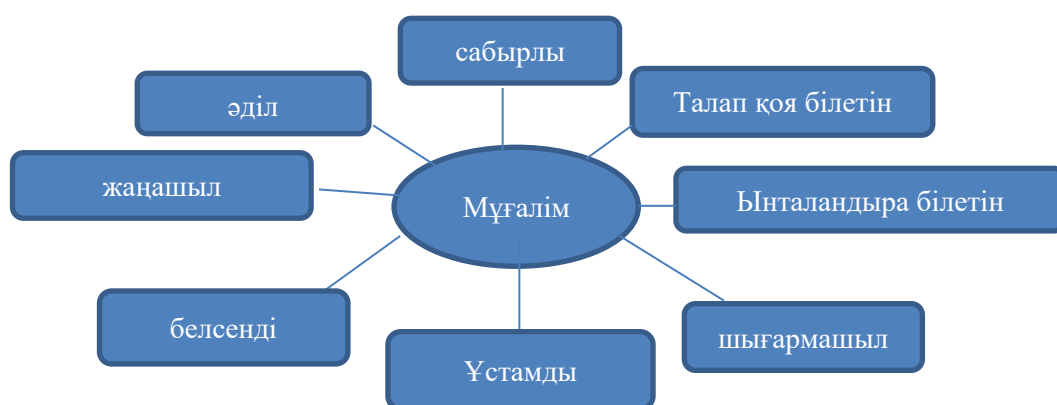 сабырлы
Талап қоя білетін
әділ
жаңашыл
Мұғалім
Ынталандыра білетін
белсенді
Ұстамды
шығармашыл